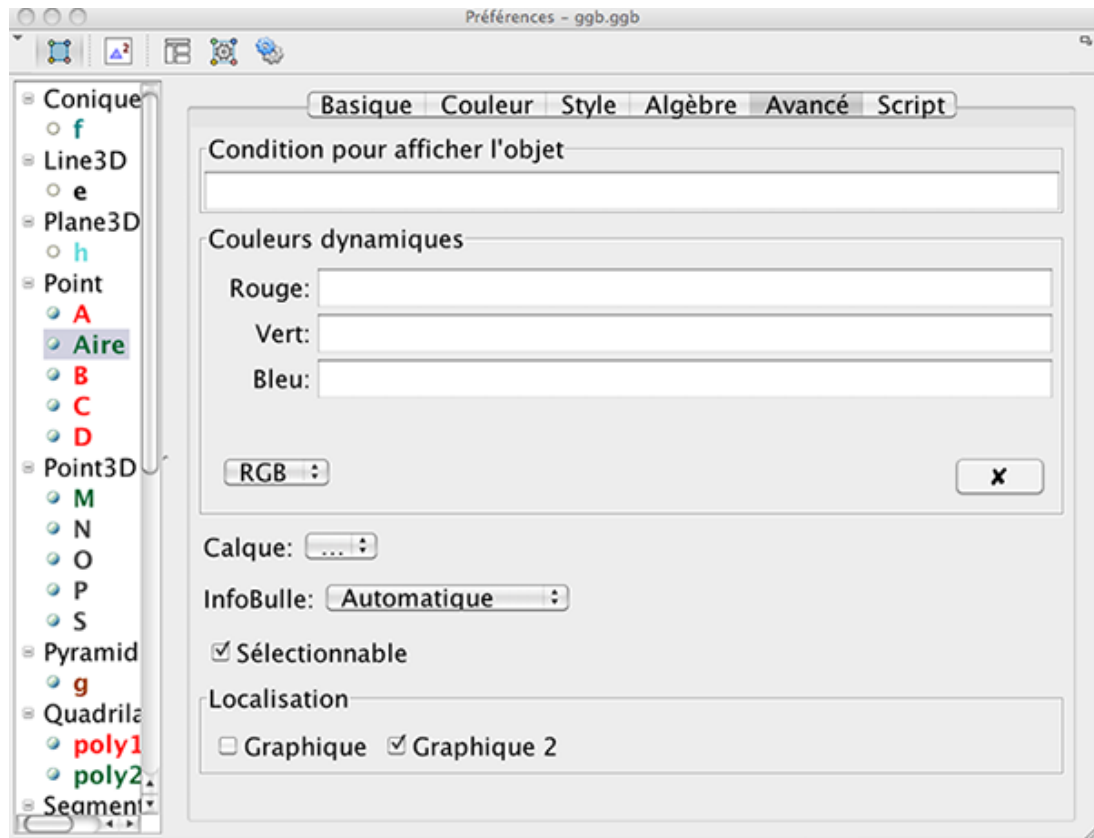 Préférences – ggb.ggb
Conique
f
Line3D
e
Plane3D
h
Point
A
Aire
B
C
D
Point3D
M
N
O
P
S
Pyramid
g
Quadrila
poly1
poly2
Segment
Basique Couleur Style Algèbre Avancé Script
Condition pour afficher l'objet
Couleurs dynamiques
Rouge:
Vert:
Bleu:
RGB
Calque: ...
InfoBulle: Automatique
Sélectionnable
Localisation
Graphique Graphique 2